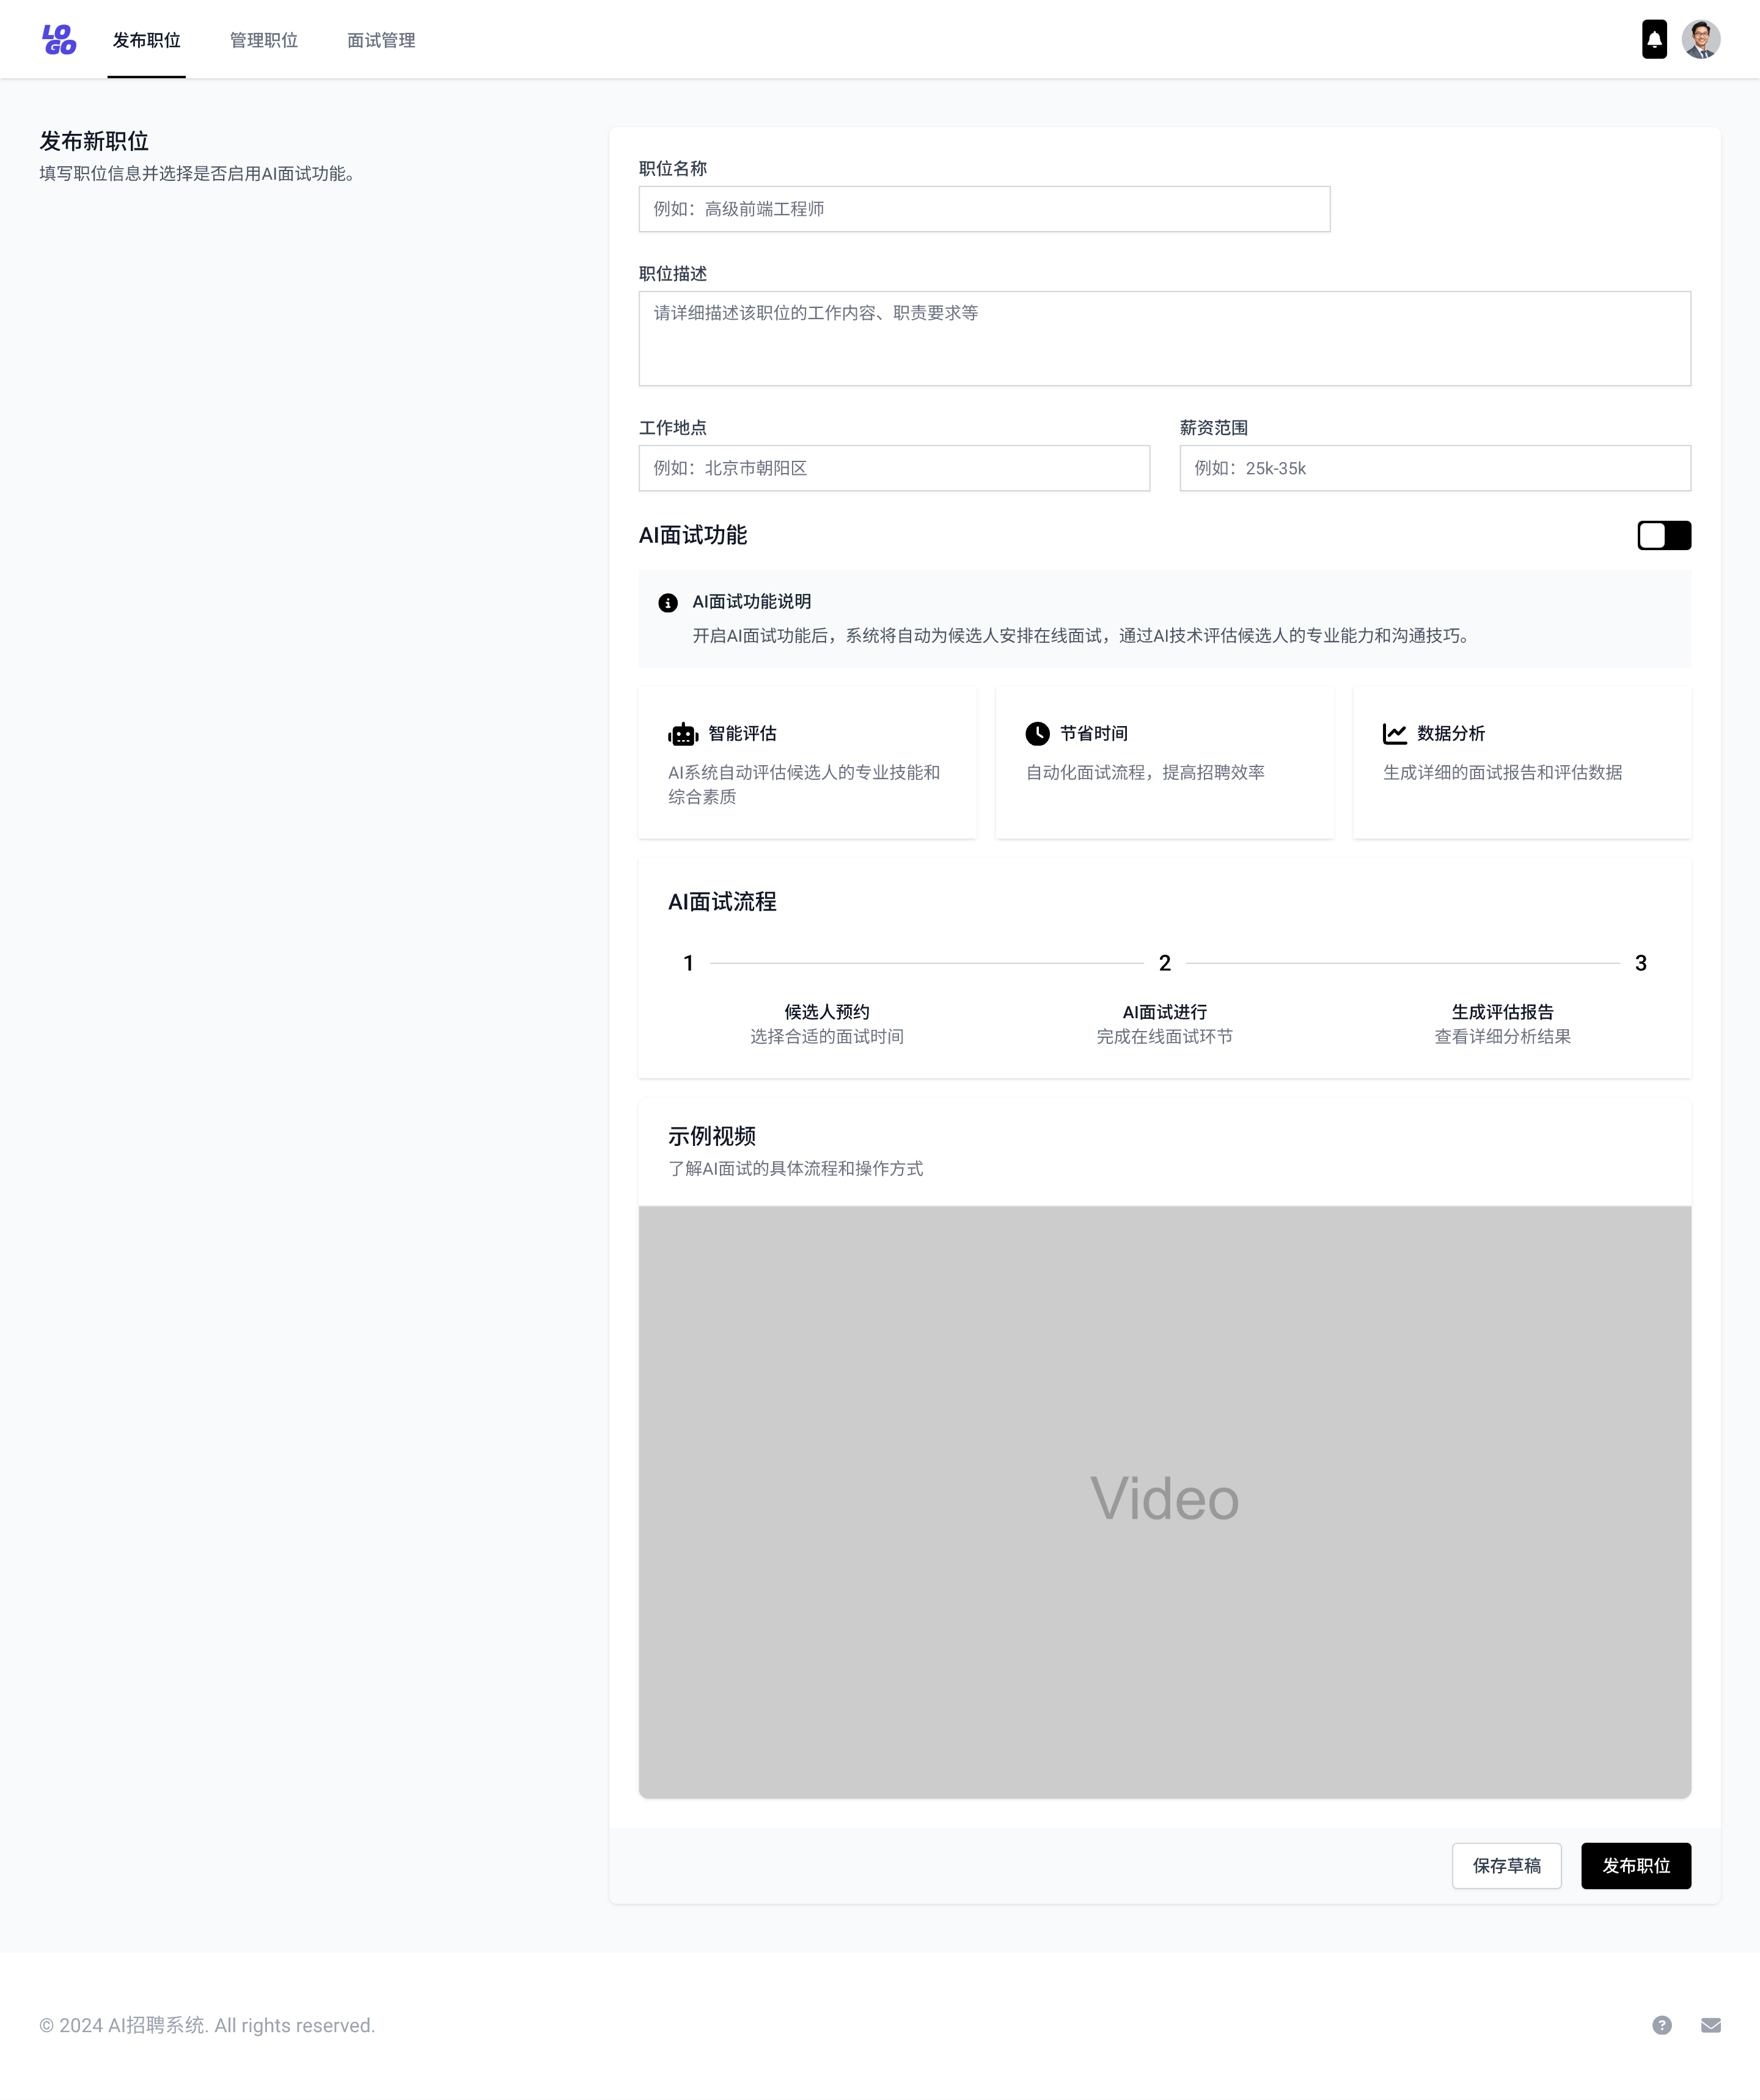 LO
GO
发布职位
管理职位
面试管理
发布新职位
填写职位信息并选择是否启用AI面试功能。
职位名称
例如：高级前端工程师
职位描述
请详细描述该职位的工作内容、职责要求等
工作地点
薪资范围
例如：北京市朝阳区
例如：25k-35k
AI面试功能
AI面试功能说明
开启AI面试功能后，系统将自动为候选人安排在线面试，通过AI技术评估候选人的专业能力和沟通技巧。
智能评估
AI系统自动评估候选人的专业技能和
综合素质
节省时间
自动化面试流程，提高招聘效率
数据分析
生成详细的面试报告和评估数据
AI面试流程
1
2
3
候选人预约
选择合适的面试时间
AI面试进行
完成在线面试环节
生成评估报告
查看详细分析结果
示例视频
了解AI面试的具体流程和操作方式
Video
保存草稿
发布职位
© 2024 AI招聘系统. All rights reserved.